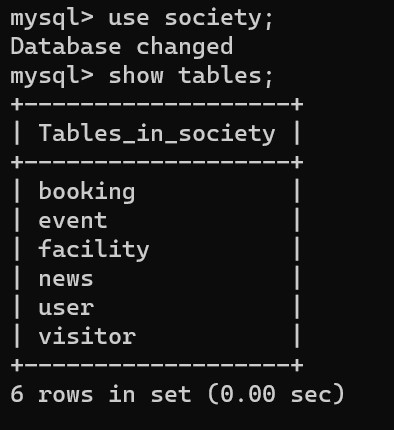 mysql> use society;
Database changed
mysql> show tables;
+-------------------+
| Tables_in_society |
+-------------------+
| booking           |
| event             |
| facility          |
| news              |
| user              |
| visitor           |
+-------------------+
6 rows in set (0.00 sec)